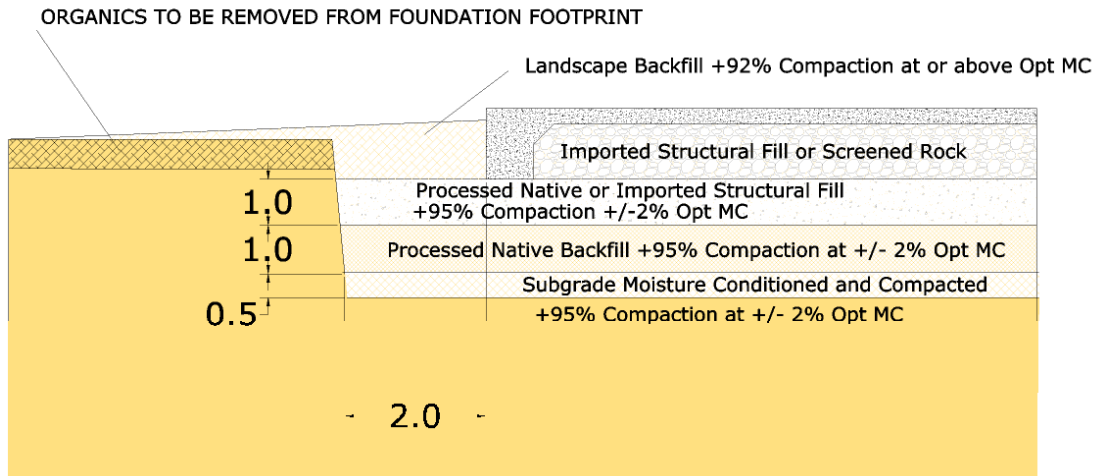 ORGANICS TO BE REMOVED FROM FOUNDATION FOOTPRINT
Landscape Backfill +92% Compaction at or above Opt MC
Imported Structural Fill or Screened Rock
Processed Native or Imported Structural Fill
+95% Compaction +/-2% Opt MC
1.0
Processed Native Backfill +95% Compaction at +/- 2% Opt MC
1.0
Subgrade Moisture Conditioned and Compacted
+95% Compaction at +/- 2% Opt MC
0.5
2.0